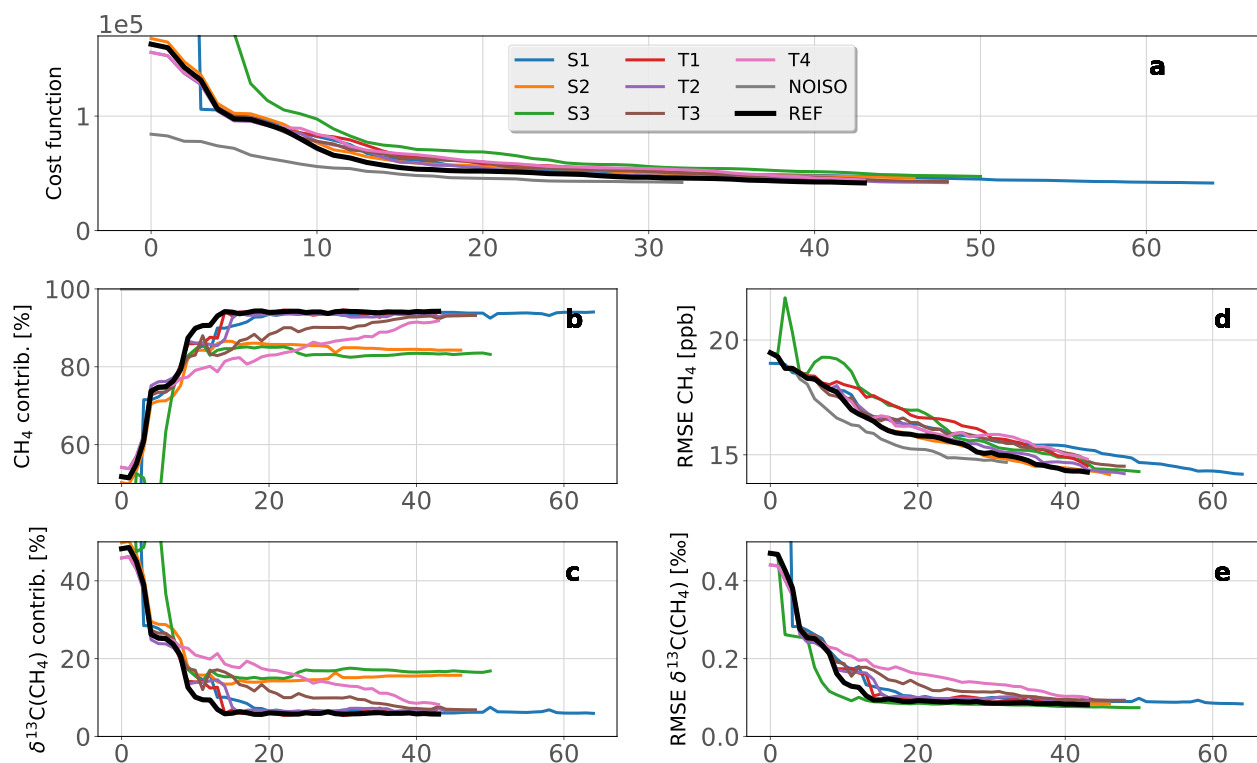 1e5
Cost function
1
0
0 10 20 30 40 50 60
S1 T1 T4
S2 T2 NOISO
S3 T3 REF
a
CH₄ contrib. [%]
100
80
60
0 20 40 60
b
RMSE CH₄ [ppb]
20
15
0 20 40 60
d
δ¹³C(CH₄) contrib. [%]
40
20
0
0 20 40 60
c
RMSE δ¹³C(CH₄) [‰]
0.4
0.2
0.0
0 20 40 60
e